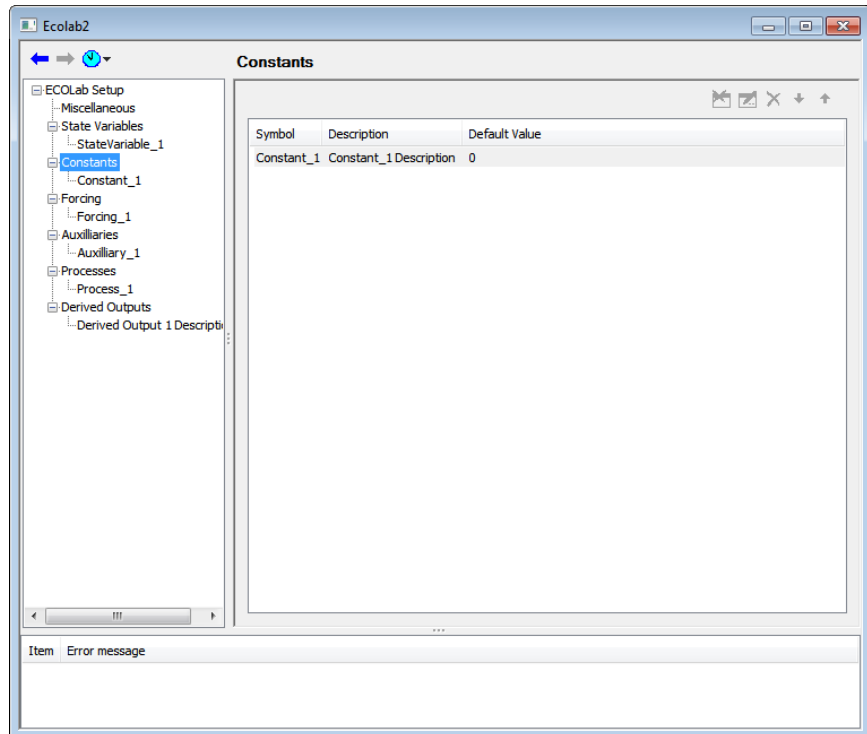 Ecolab2
Constants
ECOLab Setup
Miscellaneous
State Variables
StateVariable_1
Constants
Constant_1
Forcing
Forcing_1
Auxilliaries
Auxilliary_1
Processes
Process_1
Derived Outputs
Derived Output 1 Descripti
Symbol Description Default Value
Constant_1 Constant_1 Description 0
Item Error message